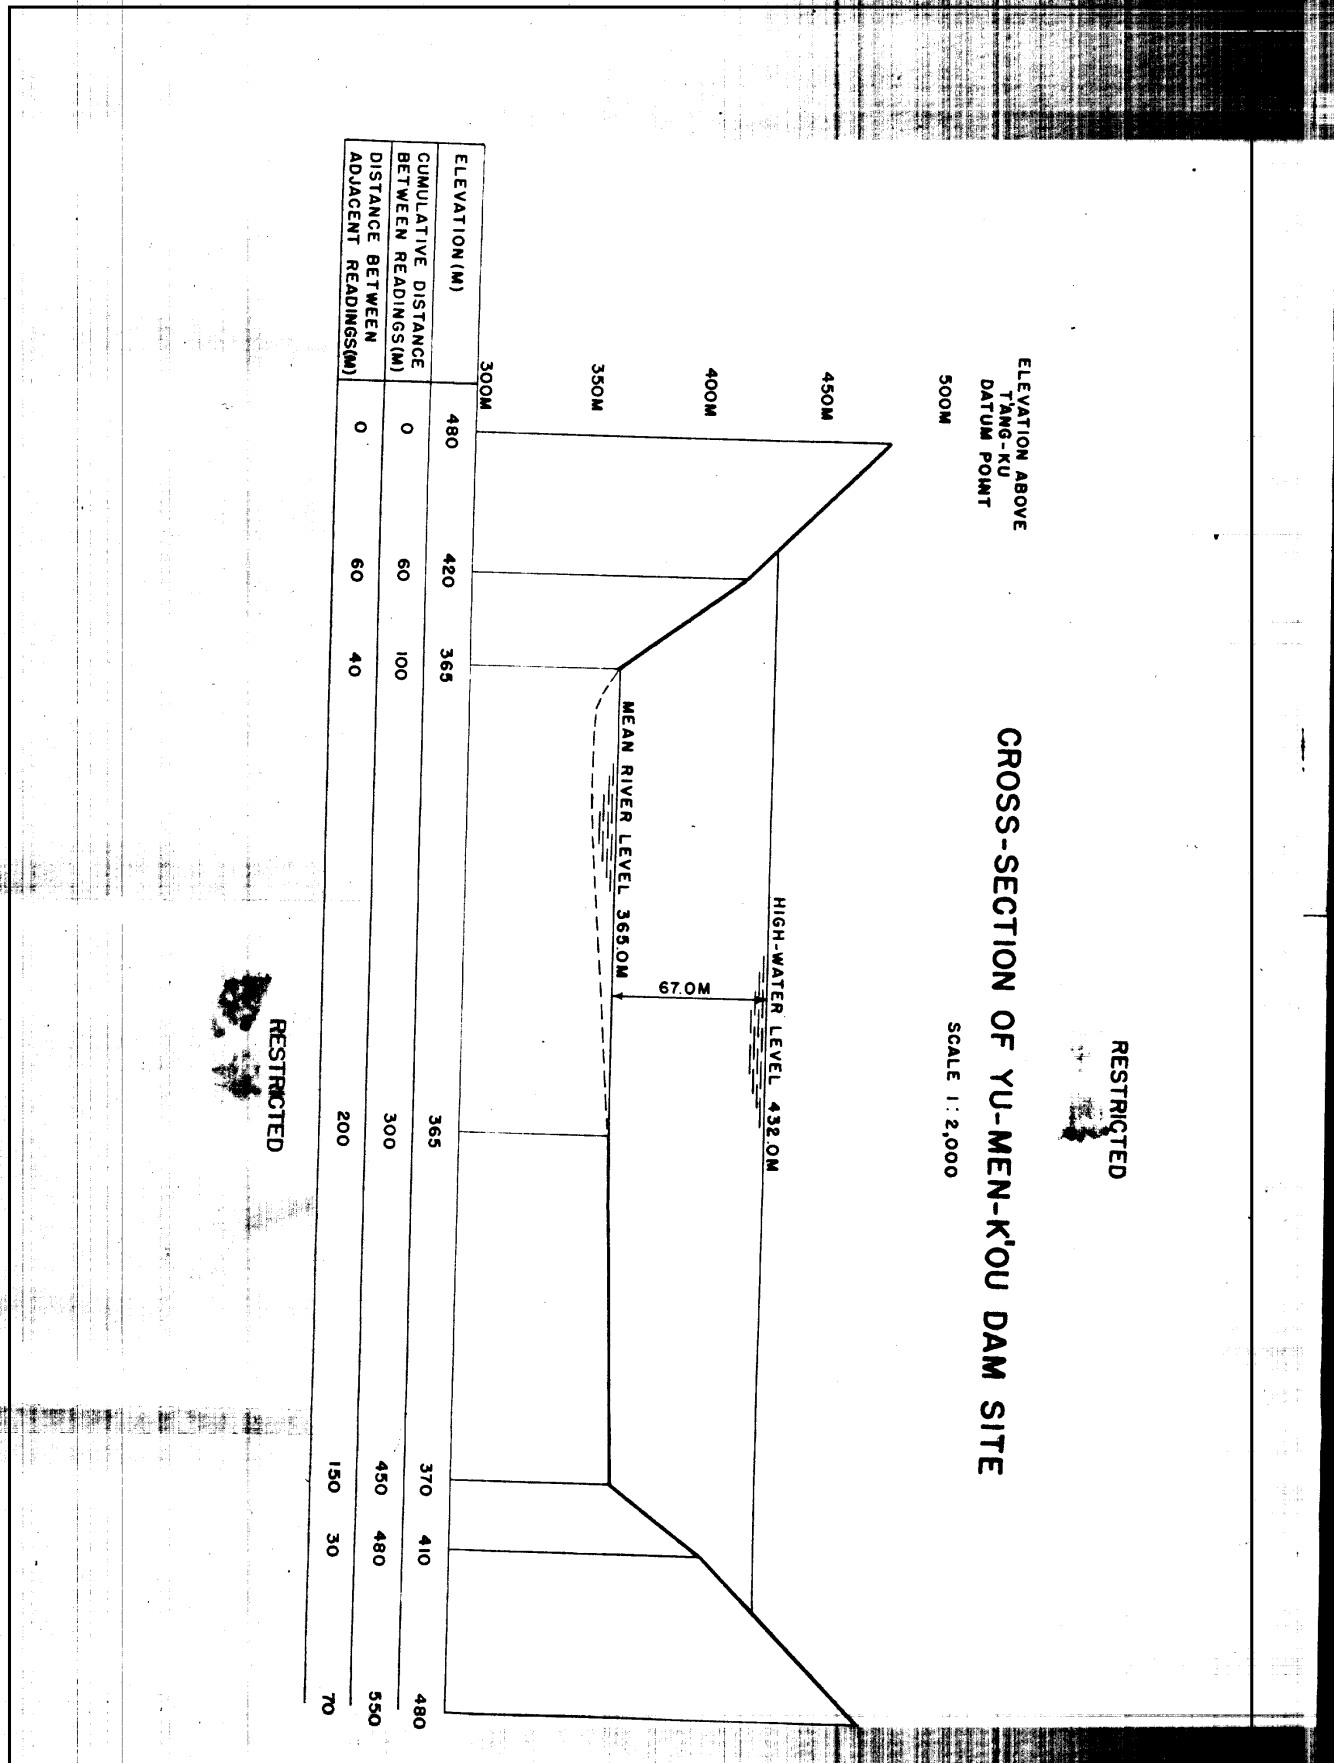 RESTRICTED
CROSS-SECTION OF YU-MEN-K'OU DAM SITE
SCALE 1:2,000
ELEVATION ABOVE
T'ANG-KU
DATUM POINT
500M
450M
400M
350M
300M
HIGH-WATER LEVEL 432.0M
67.0M
MEAN RIVER LEVEL 365.0M
ELEVATION (M) 480 420 365 365 370 410 480
CUMULATIVE DISTANCE
BETWEEN READINGS (M) 0 60 100 300 450 480 550
DISTANCE BETWEEN
ADJACENT READINGS (M) 0 60 40 200 150 30 70
RESTRICTED